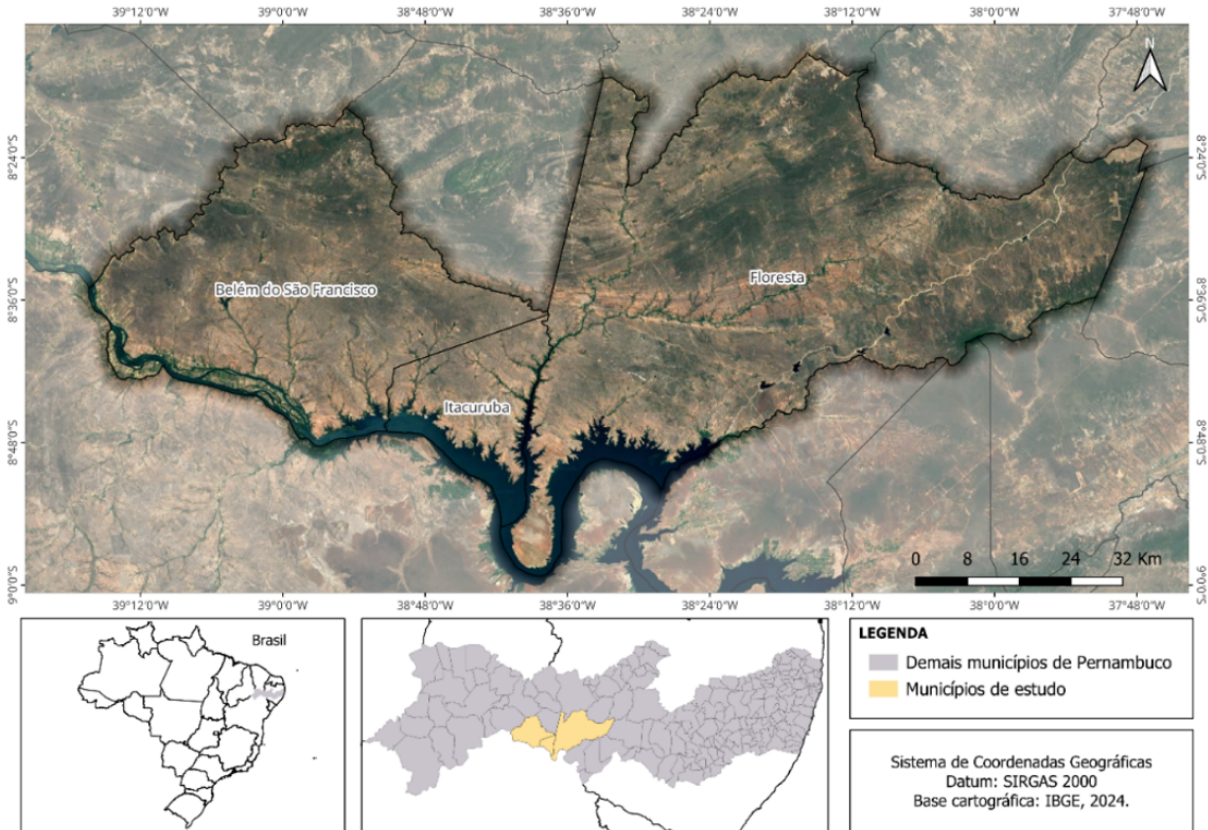 39°12'0"W 39°0'0"W 38°48'0"W 38°36'0"W 38°24'0"W 38°12'0"W 38°0'0"W 37°48'0"W
N
8°24'0"S 8°24'0"S
Floresta
Belém do São Francisco
8°36'0"S 8°36'0"S
Itacuruba
8°48'0"S 8°48'0"S
0 8 16 24 32 Km
9°0'0"S 9°0'0"S
39°12'0"W 39°0'0"W 38°48'0"W 38°36'0"W 38°24'0"W 38°12'0"W 38°0'0"W 37°48'0"W
Brasil
LEGENDA
Demais municípios de Pernambuco
Municípios de estudo
Sistema de Coordenadas Geográficas
Datum: SIRGAS 2000
Base cartográfica: IBGE, 2024.